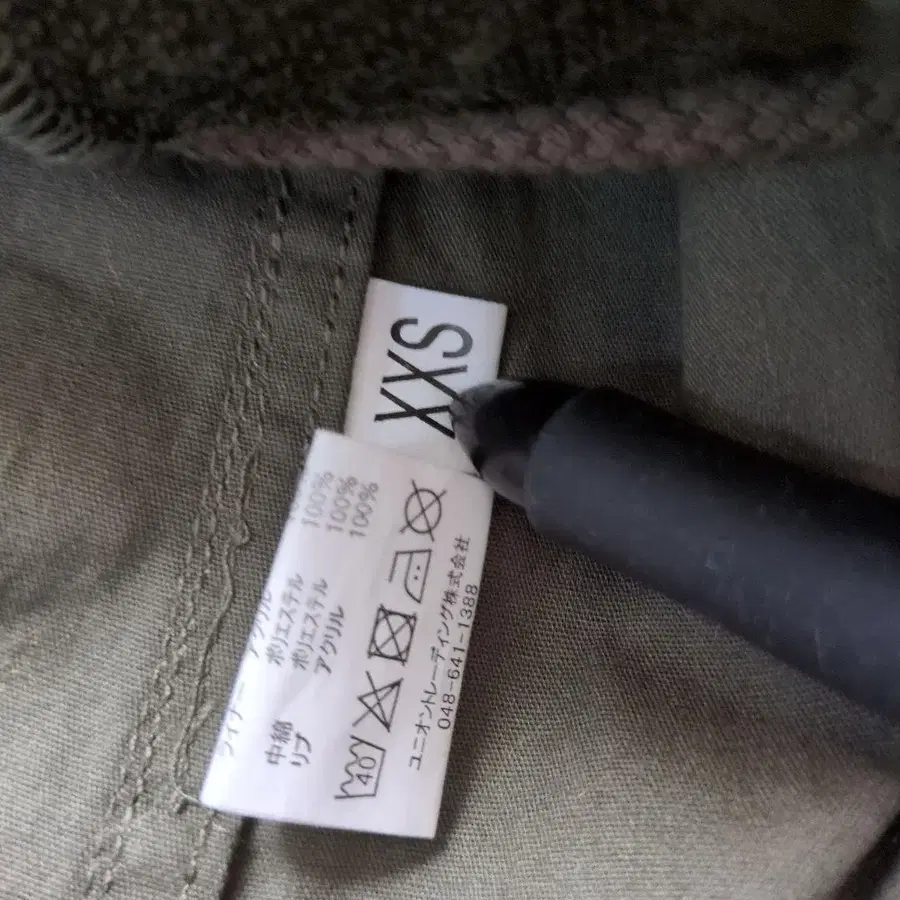 XXS
ライナー アクリル
ポリエステル 100%
中綿 ポリエステル 100%
リブ アクリル 100%
40
ユニオントレーディング株式会社
048-641-1388